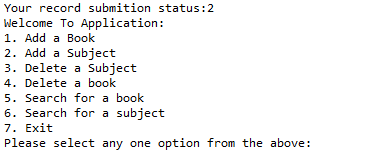 Your record submition status:2
Welcome To Application:
1. Add a Book
2. Add a Subject
3. Delete a Subject
4. Delete a book
5. Search for a book
6. Search for a subject
7. Exit
Please select any one option from the above: